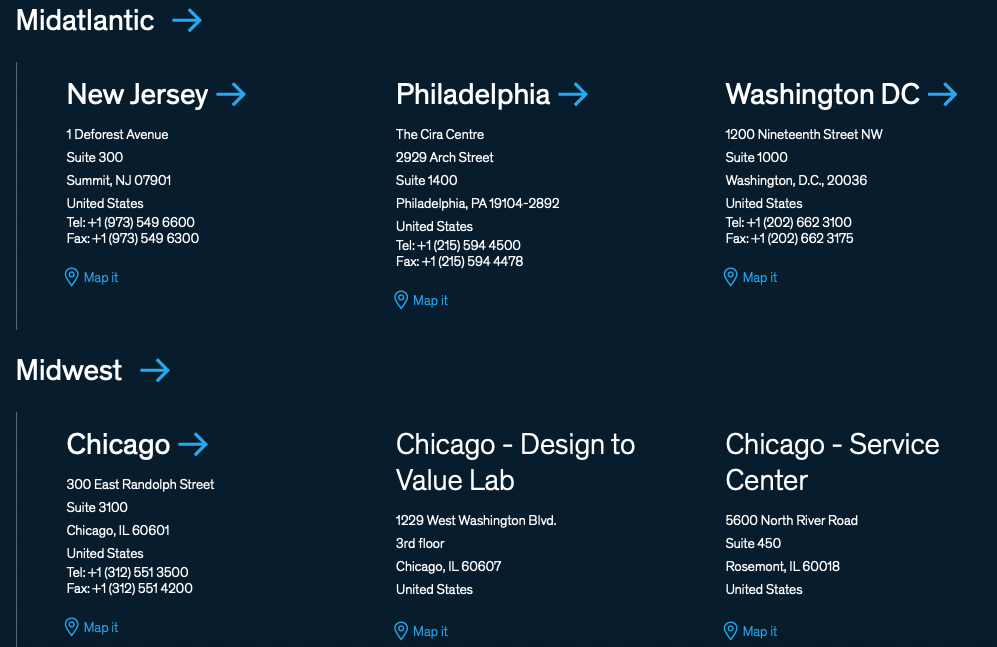 Midatlantic
New Jersey
1 Deforest Avenue
Suite 300
Summit, NJ 07901
United States
Tel: +1 (973) 549 6600
Fax: +1 (973) 549 6300
Map it
Philadelphia
The Cira Centre
2929 Arch Street
Suite 1400
Philadelphia, PA 19104-2892
United States
Tel: +1 (215) 594 4500
Fax: +1 (215) 594 4478
Map it
Washington DC
1200 Nineteenth Street NW
Suite 1000
Washington, D.C., 20036
United States
Tel: +1 (202) 662 3100
Fax: +1 (202) 662 3175
Map it
Midwest
Chicago
300 East Randolph Street
Suite 3100
Chicago, IL 60601
United States
Tel: +1 (312) 551 3500
Fax: +1 (312) 551 4200
Map it
Chicago - Design to
Value Lab
1229 West Washington Blvd.
3rd floor
Chicago, IL 60607
United States
Map it
Chicago - Service
Center
5600 North River Road
Suite 450
Rosemont, IL 60018
United States
Map it